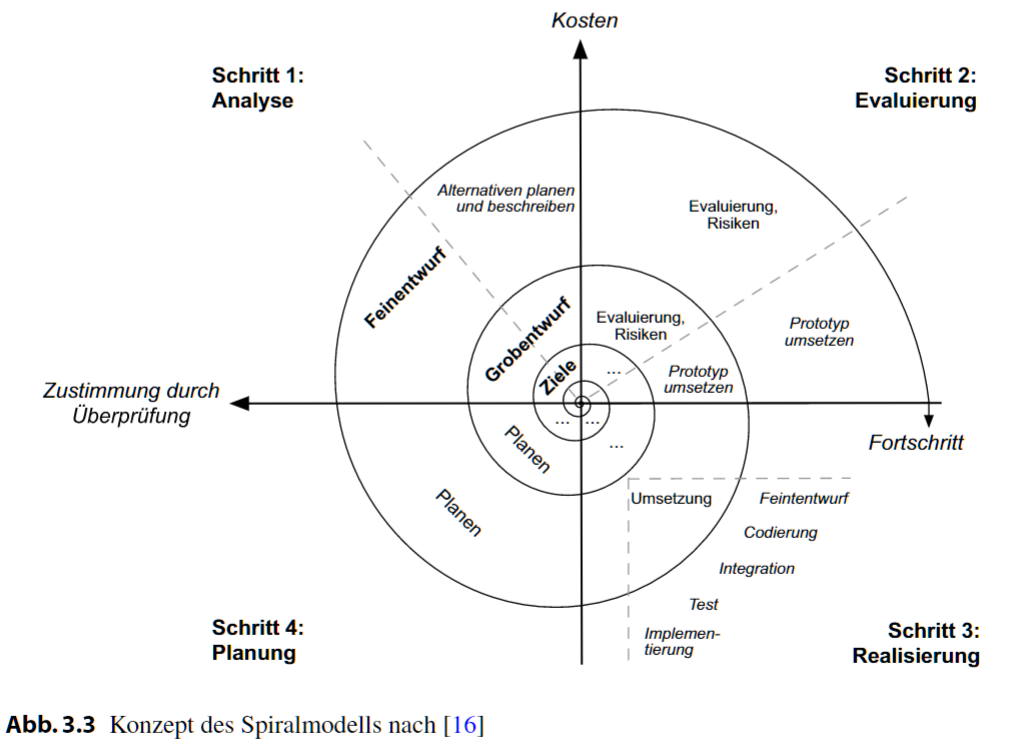 Kosten
Schritt 1:
Analyse
Schritt 2:
Evaluierung
Alternativen planen
und beschreiben
Evaluierung,
Risiken
Feinentwurf
Grobentwurf
Ziele
Evaluierung,
Risiken
...
Prototyp
umsetzen
Prototyp
umsetzen
Zustimmung durch
Überprüfung
Fortschritt
...
...
...
Planen
Planen
Umsetzung
Feintentwurf
Codierung
Integration
Test
Implemen-
tierung
Schritt 4:
Planung
Schritt 3:
Realisierung
Abb. 3.3 Konzept des Spiralmodells nach [16]